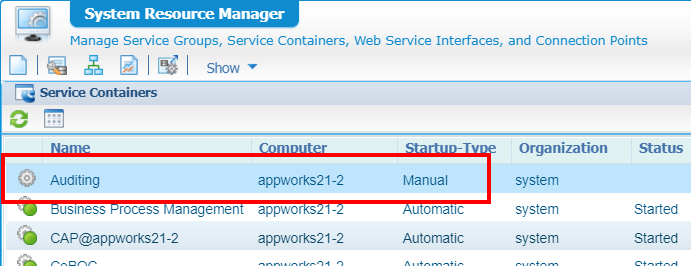 System Resource Manager
Manage Service Groups, Service Containers, Web Service Interfaces, and Connection Points
Show
Service Containers
Name Computer Startup-Type Organization Status
Auditing appworks21-2 Manual system
Business Process Management appworks21-2 Automatic system Started
CAP@appworks21-2 appworks21-2 Automatic system Started
CoBOC appworks21-2 Automatic system Started